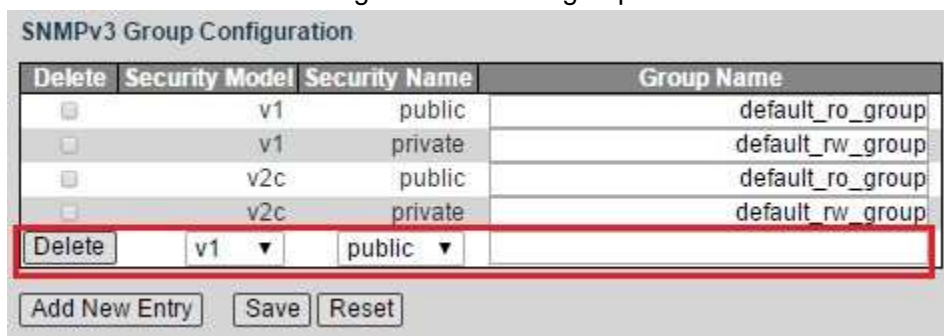 SNMPv3 Group Configuration
Delete Security Model Security Name Group Name
v1 public default_ro_group
v1 private default_rw_group
v2c public default_ro_group
v2c private default_rw_group
Delete v1 ▼ public ▼
Add New Entry Save Reset